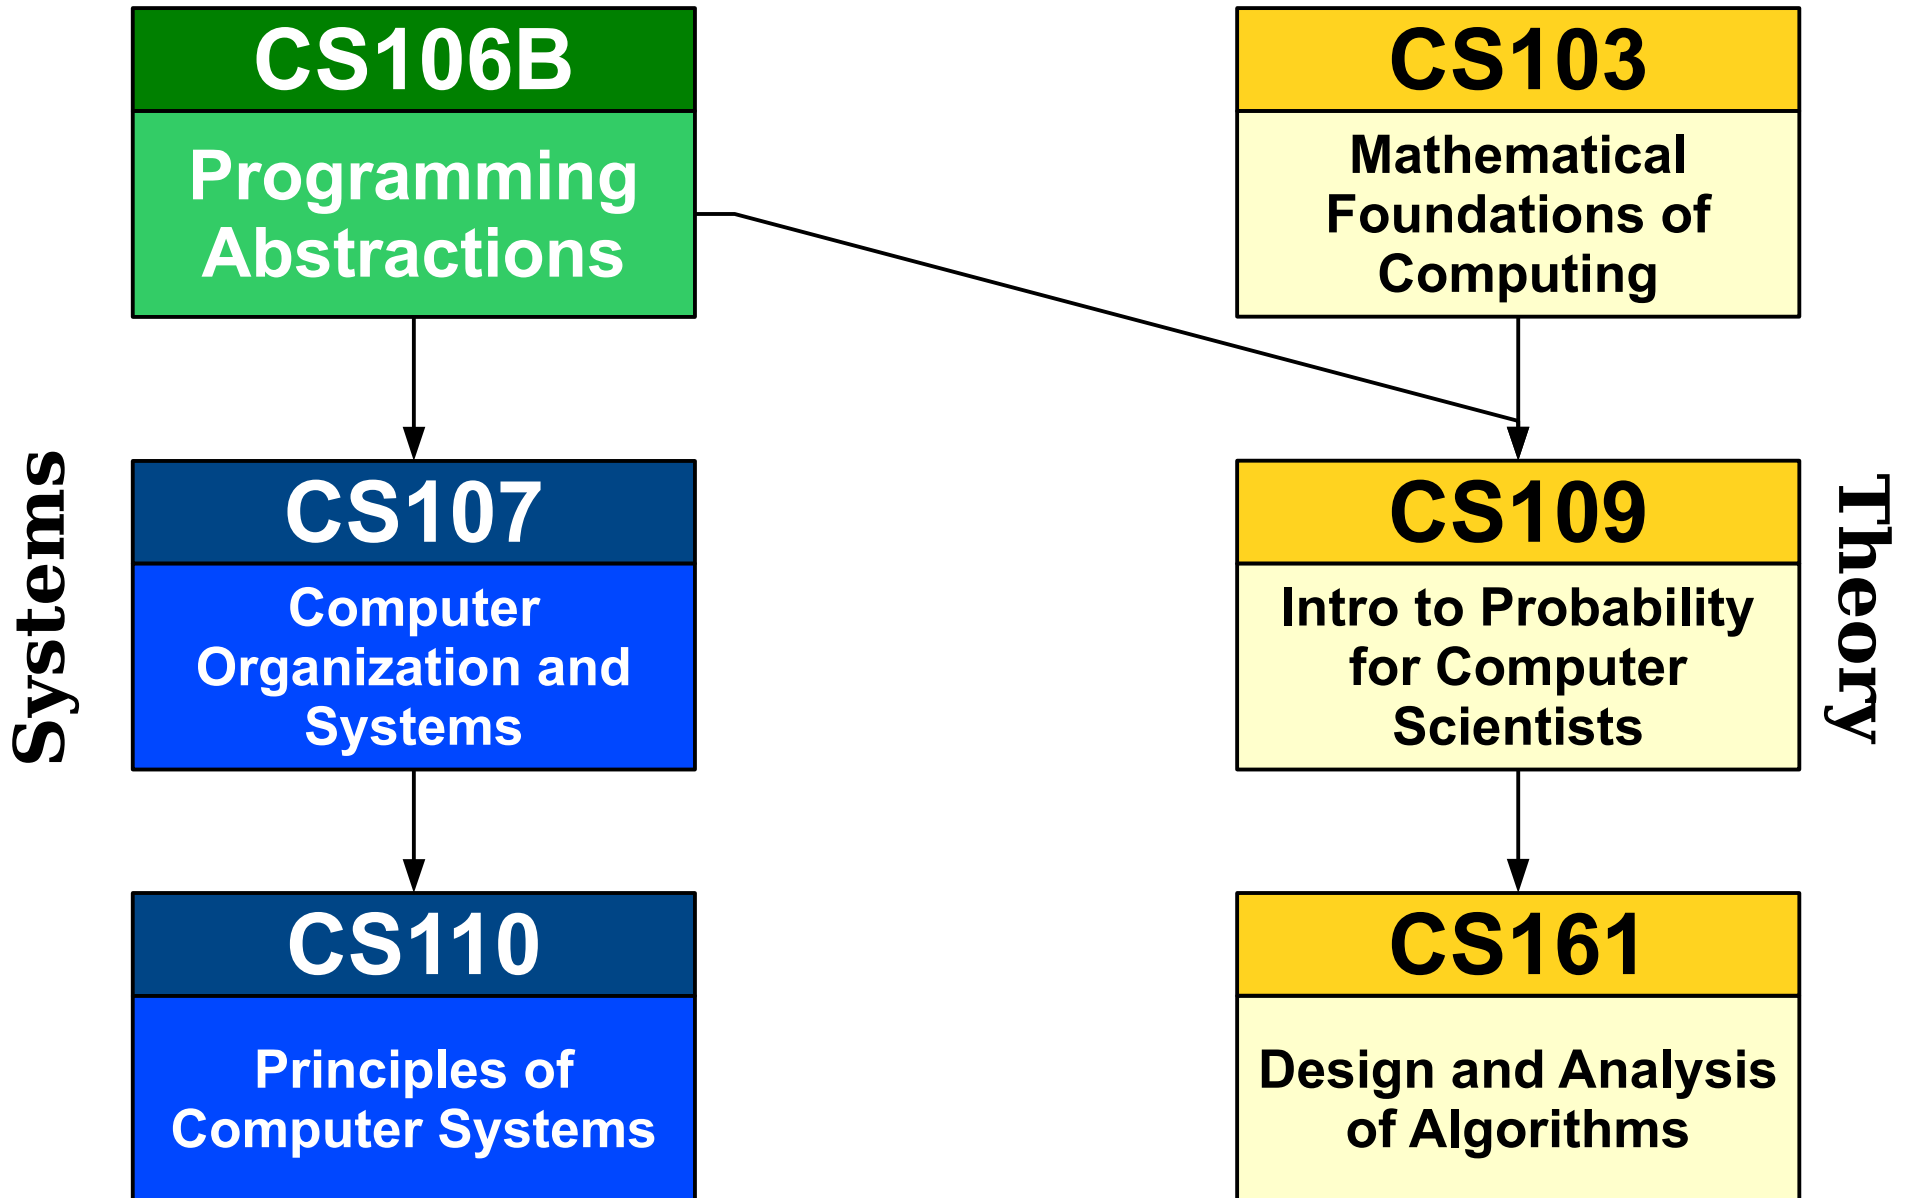 CS106B
Programming
Abstractions
CS103
Mathematical
Foundations of
Computing
Systems
CS107
Computer
Organization and
Systems
CS109
Intro to Probability
for Computer
Scientists
Theory
CS110
Principles of
Computer Systems
CS161
Design and Analysis
of Algorithms